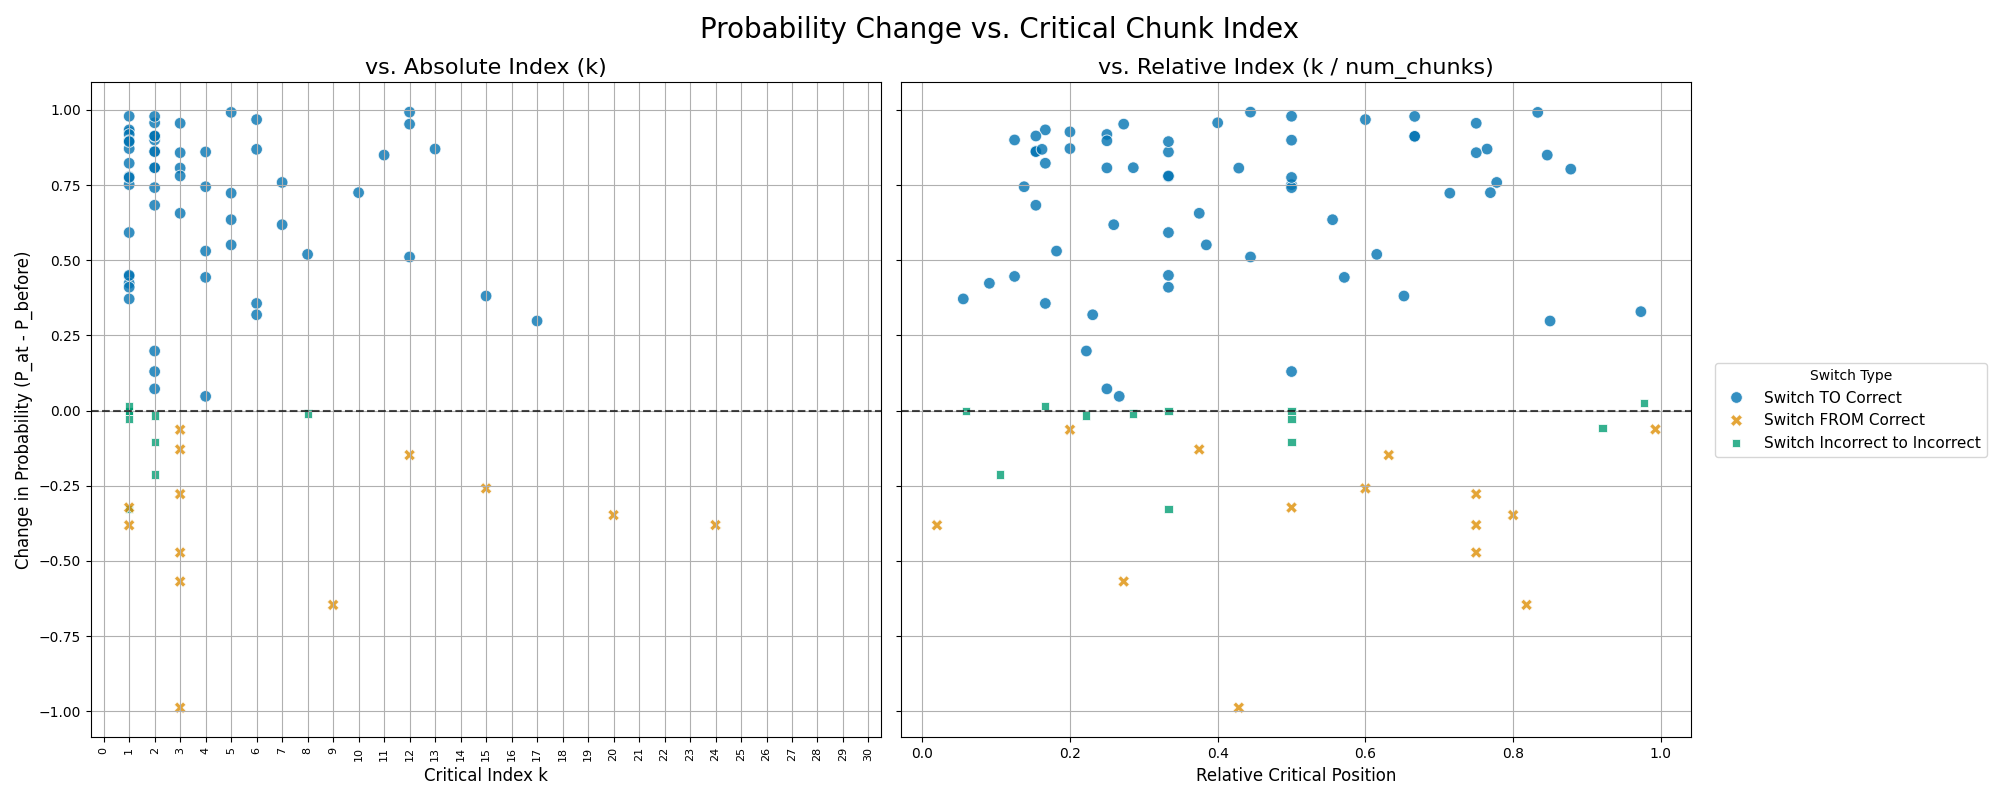 Probability Change vs. Critical Chunk Index
vs. Absolute Index (k)
vs. Relative Index (k / num_chunks)
Change in Probability (P_at - P_before)
1.00
0.75
0.50
0.25
0.00
−0.25
−0.50
−0.75
−1.00
0 1 2 3 4 5 6 7 8 9 10 11 12 13 14 15 16 17 18 19 20 21 22 23 24 25 26 27 28 29 30
Critical Index k
0.0 0.2 0.4 0.6 0.8 1.0
Relative Critical Position
Switch Type
Switch TO Correct
Switch FROM Correct
Switch Incorrect to Incorrect